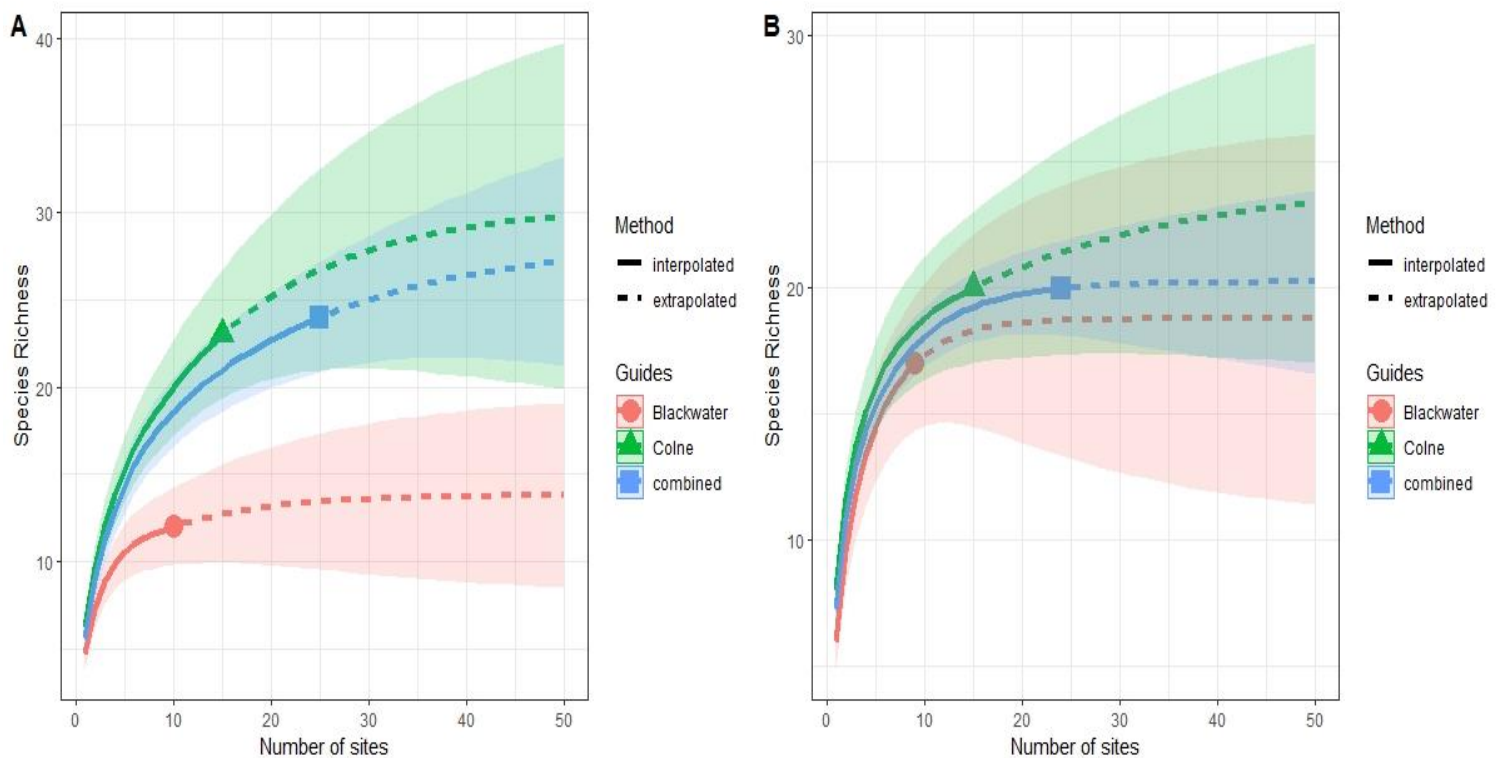 A
40
30
20
10
Species Richness
0 10 20 30 40 50
Number of sites
Method
interpolated
extrapolated
Guides
Blackwater
Colne
combined
B
30
20
10
Species Richness
0 10 20 30 40 50
Number of sites
Method
interpolated
extrapolated
Guides
Blackwater
Colne
combined